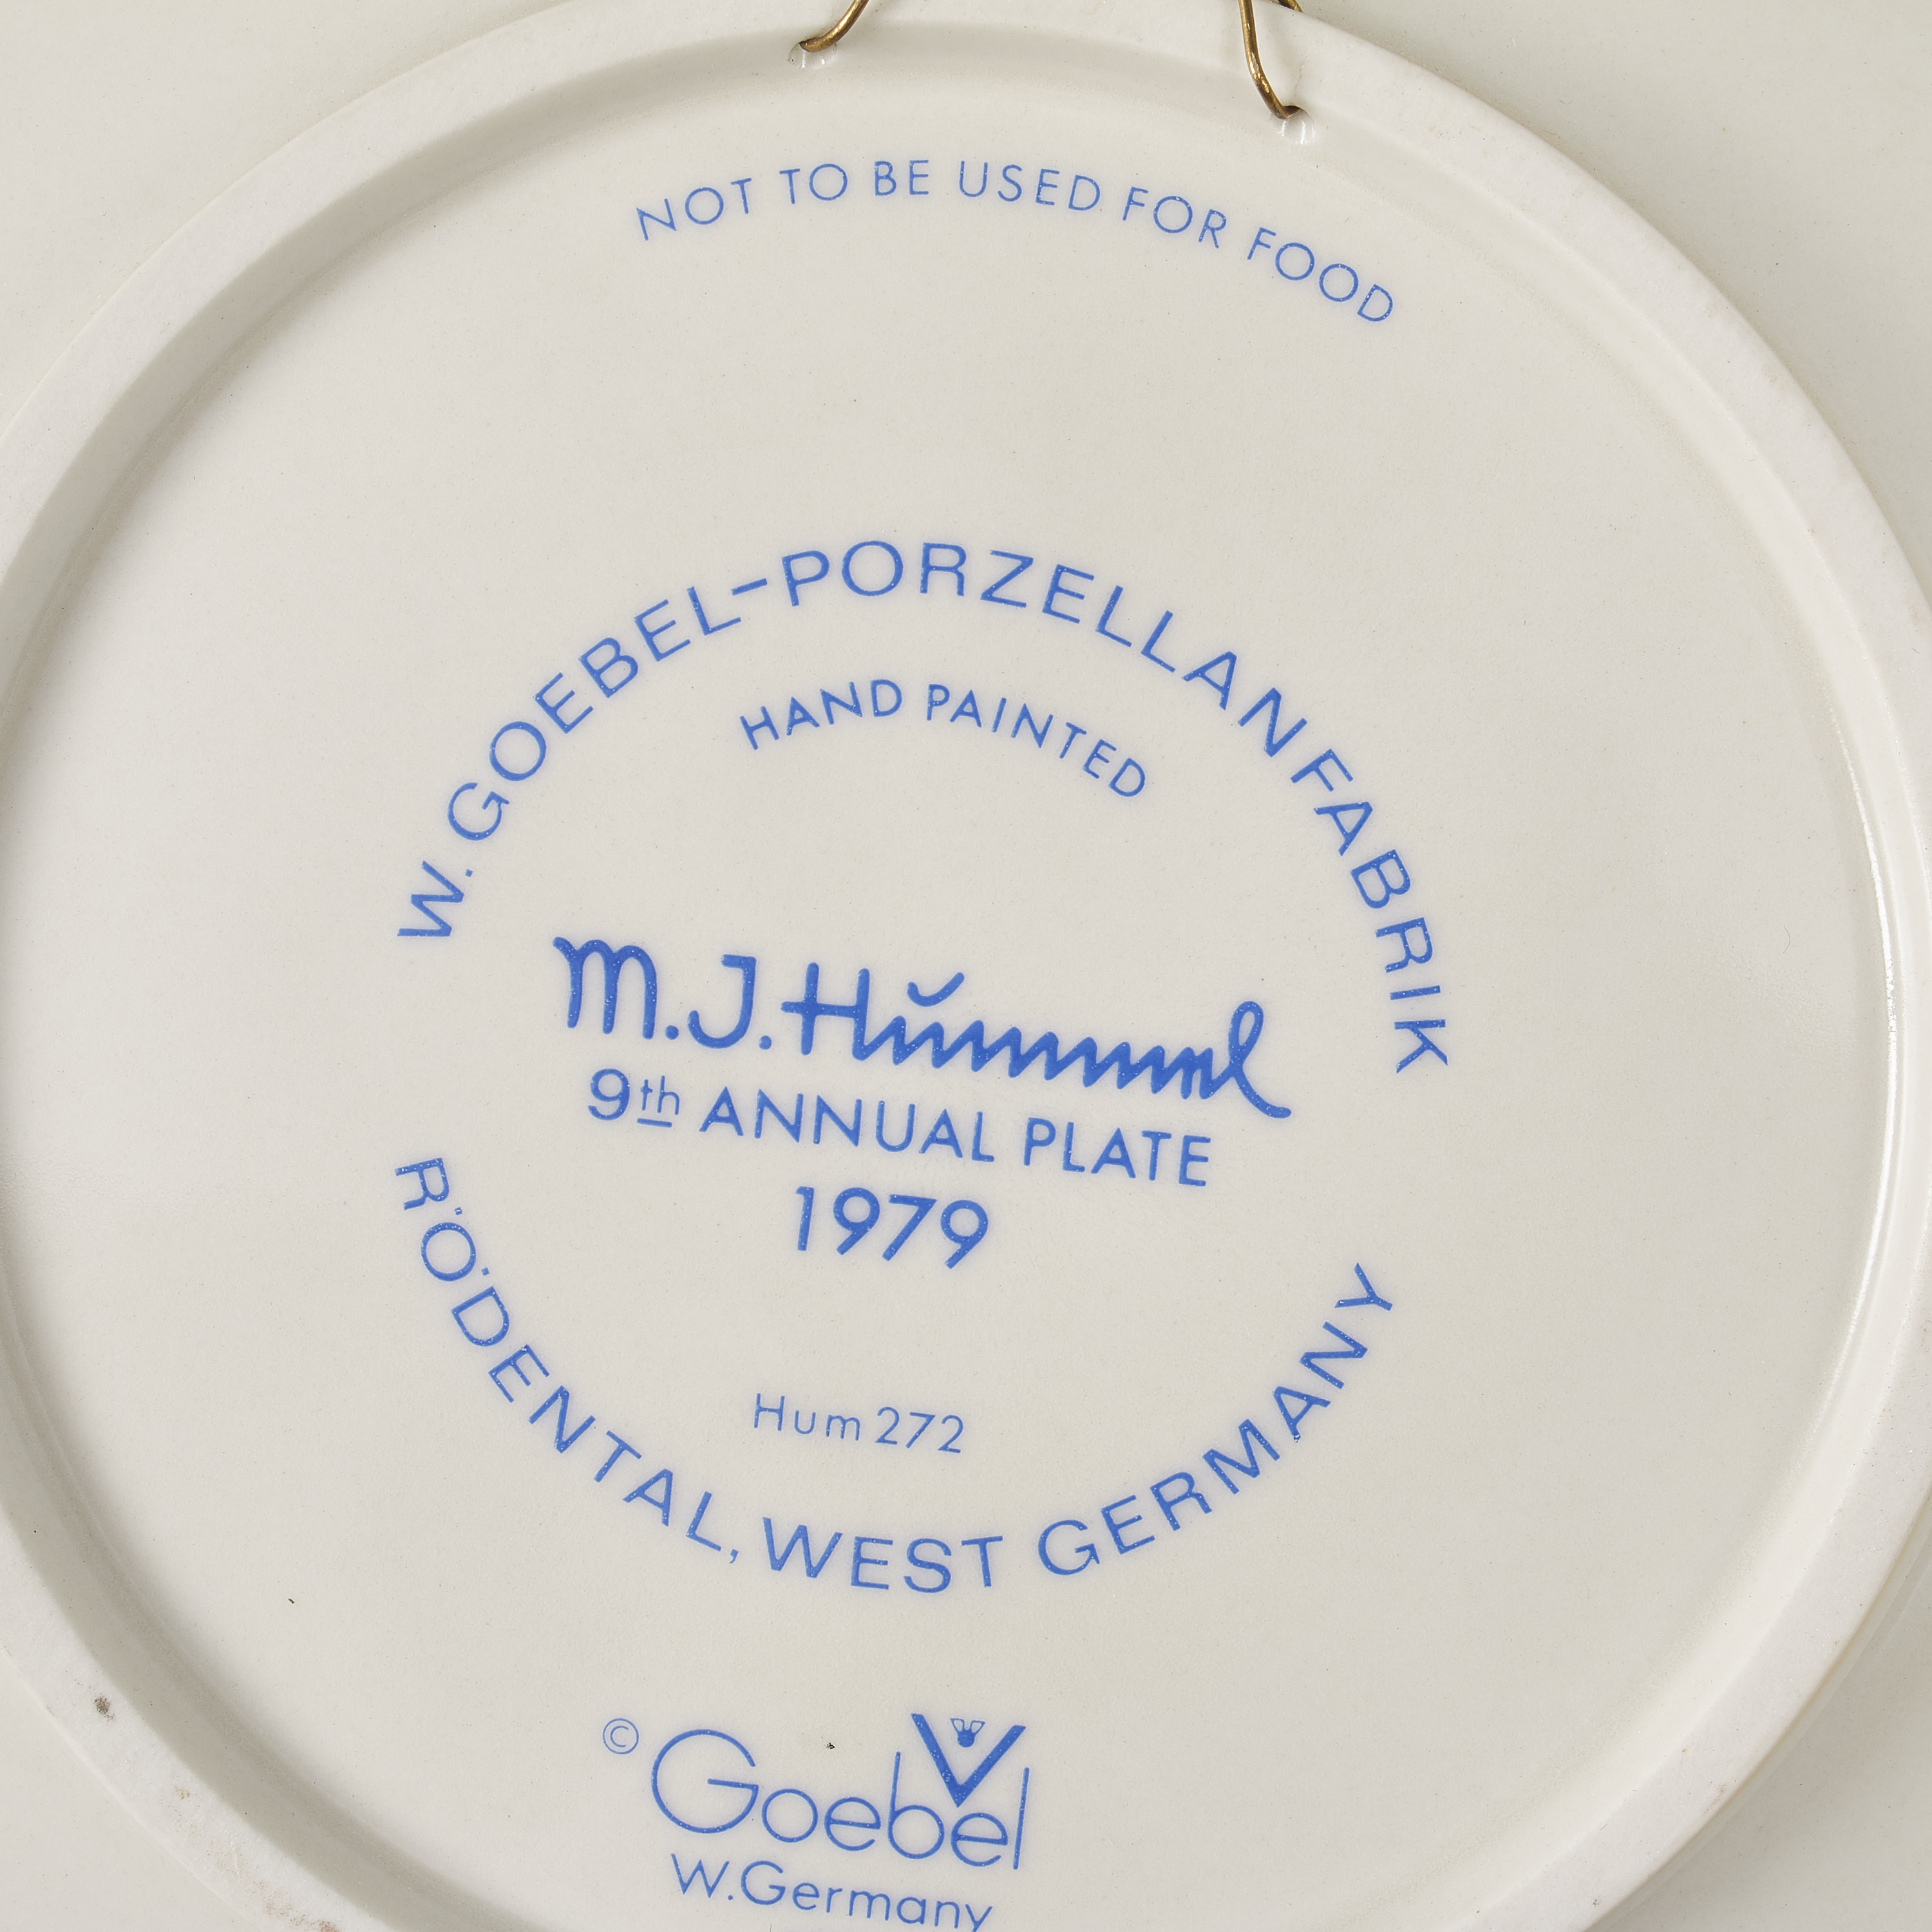 NOT TO BE USED FOR FOOD
W. GOEBEL-PORZELLANFABRIK
HAND PAINTED
M.J. Hŭmmel
9th ANNUAL PLATE
1979
Hum 272
RÖDENTAL, WEST GERMANY
© Goebel
W.Germany